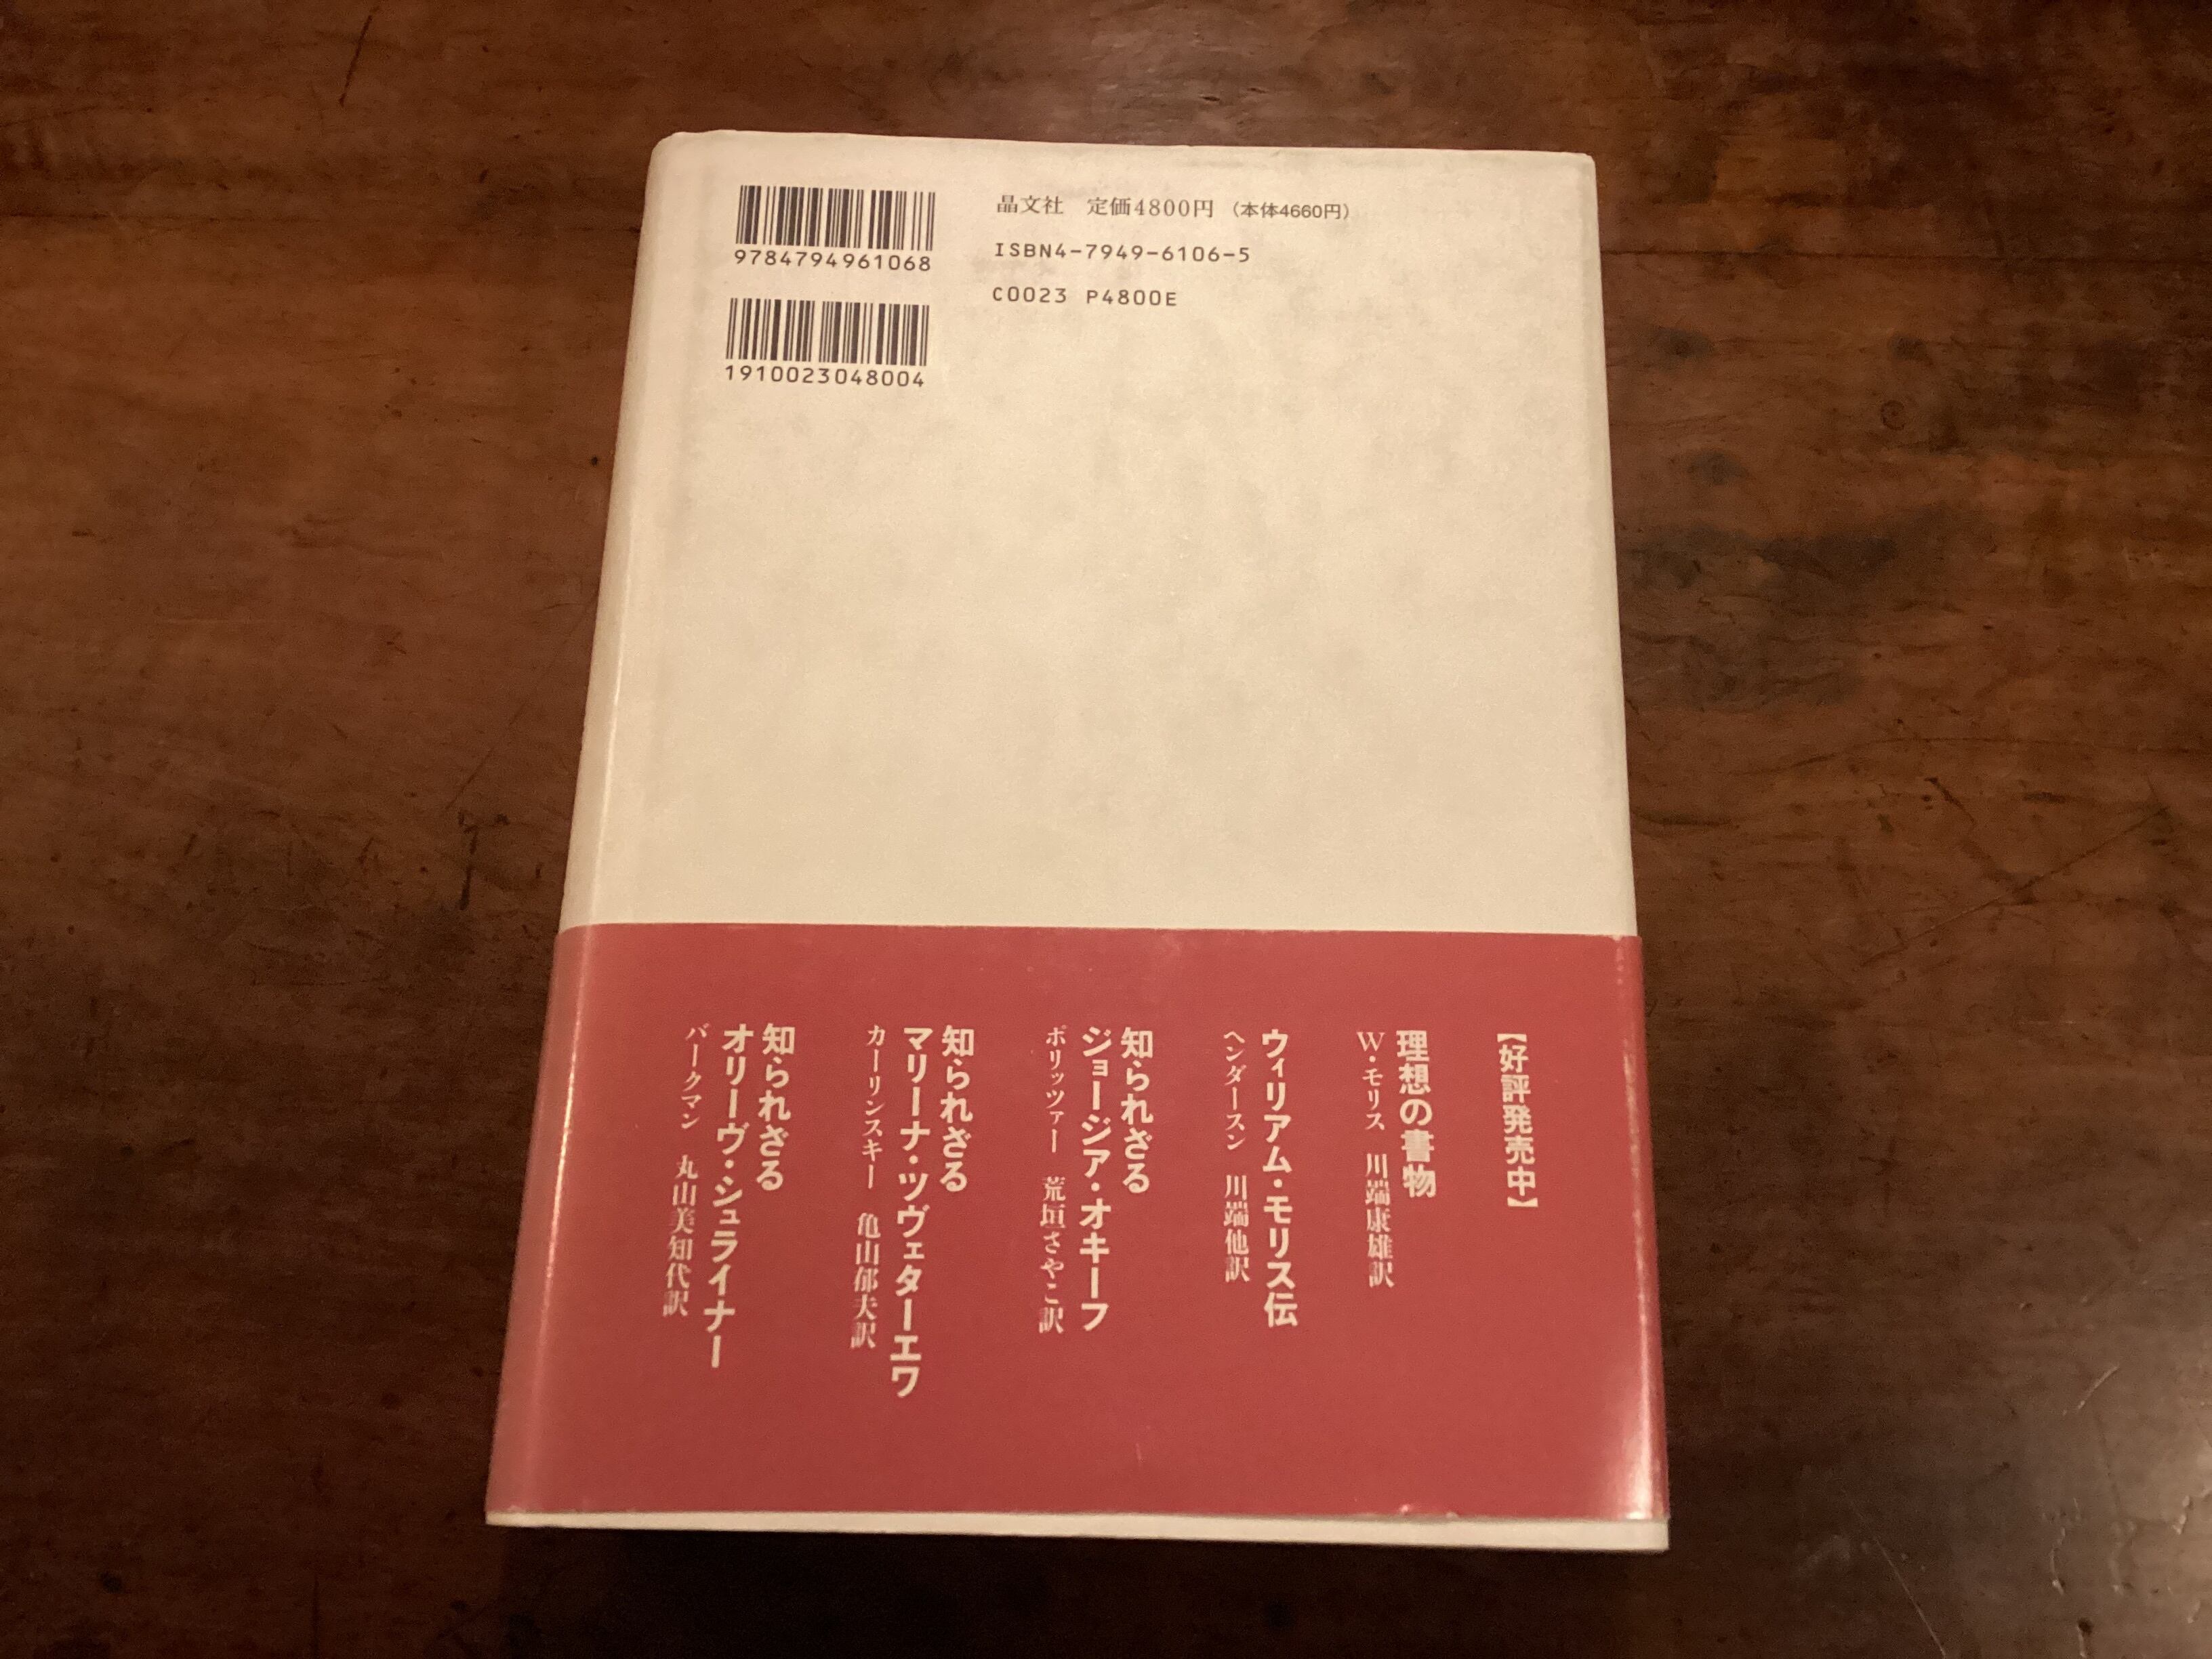 9784794961068
1910023048004
晶文社 定価4800円 (本体4660円)
ISBN4-7949-6106-5
C0023 P4800E
【好評発売中】
理想の書物
W・モリス 川端康雄訳
ウィリアム・モリス伝
ヘンダースン 川端他訳
知られざる
ジョージア・オキーフ
ポリッツァー 荒垣さやこ訳
知られざる
マリーナ・ツヴェターエワ
カーリンスキー 亀山郁夫訳
知られざる
オリーヴ・シュライナー
バークマン 丸山美知代訳